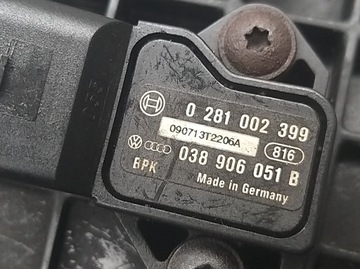 0 281 002 399
090713T2206A
816
038 906 051 B
BPK
Made in Germany